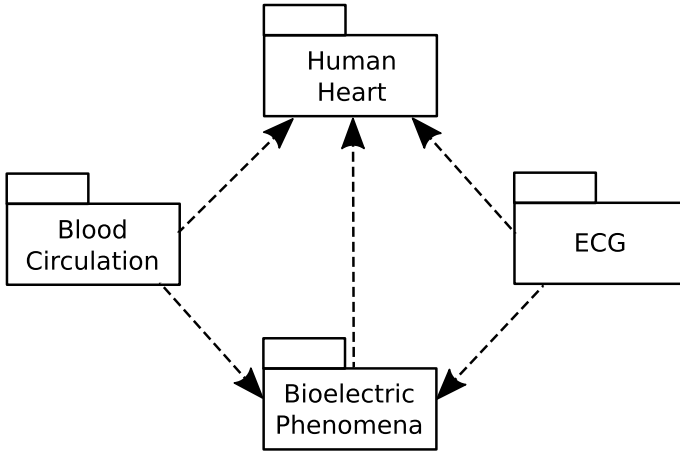 Human
Heart
Blood
Circulation
ECG
Bioelectric
Phenomena